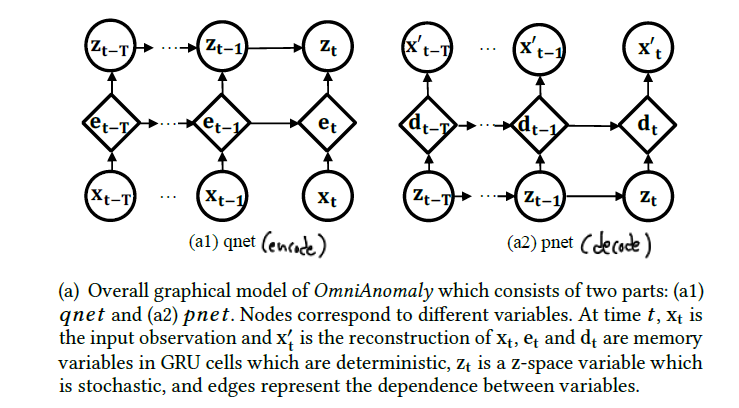 z_{t−T} ⋯ z_{t−1} z_t x'_{t−T} ⋯ x'_{t−1} x'_t
e_{t−T} ⋯ e_{t−1} e_t d_{t−T} ⋯ d_{t−1} d_t
x_{t−T} ⋯ x_{t−1} x_t z_{t−T} ⋯ z_{t−1} z_t
(a1) qnet (encode) (a2) pnet (decode)
(a) Overall graphical model of OmniAnomaly which consists of two parts: (a1)
qnet and (a2) pnet. Nodes correspond to different variables. At time t, x_t is
the input observation and x'_t is the reconstruction of x_t, e_t and d_t are memory
variables in GRU cells which are deterministic, z_t is a z-space variable which
is stochastic, and edges represent the dependence between variables.